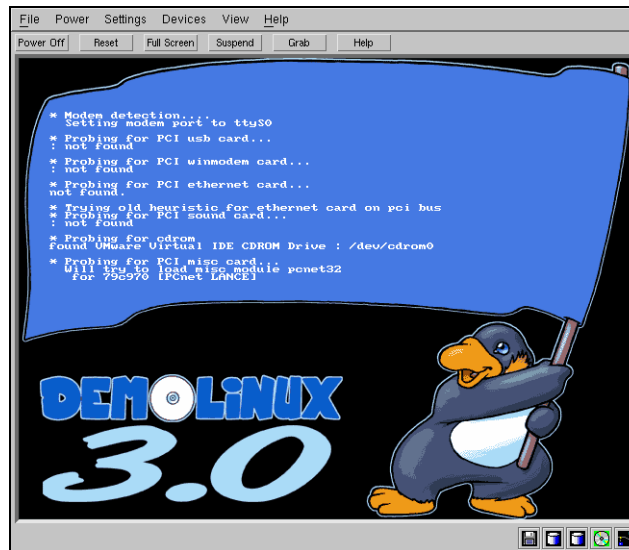 File Power Settings Devices View Help
Power Off Reset Full Screen Suspend Grab Help
* Modem detection....
Setting modem port to ttyS0
* Probing for PCI usb card...
: not found
* Probing for PCI winmodem card...
: not found
* Probing for PCI ethernet card...
not found.
* Trying old heuristic for ethernet card on pci bus
* Probing for PCI sound card...
: not found
* Probing for cdrom
found VMware Virtual IDE CDROM Drive : /dev/cdrom0
* Probing for PCI misc card...
Will try to load misc module pcnet32
for 79c970 [PCnet LANCE]
DEMOLiNUX
3.0